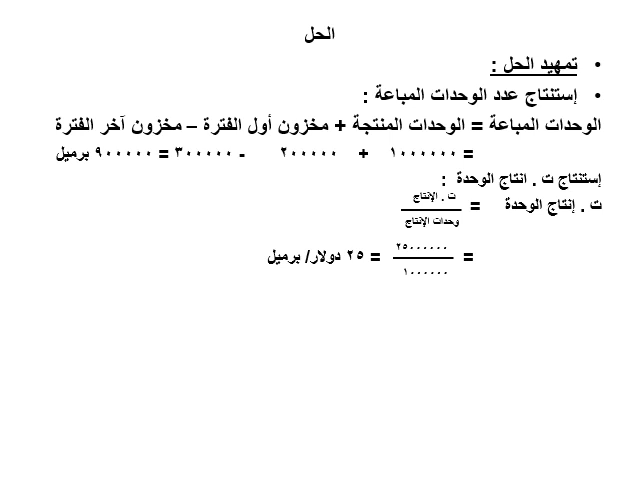 الحل
• تمهيد الحل :
• إستنتاج عدد الوحدات المباعة :
الوحدات المباعة = الوحدات المنتجة + مخزون أول الفترة – مخزون آخر الفترة
= ١٠٠٠٠٠٠ + ٢٠٠٠٠٠ - ٣٠٠٠٠٠ = ٩٠٠٠٠٠ برميل
إستنتاج ت . انتاج الوحدة :
ت . إنتاج الوحدة = ت . الإنتاج
وحدات الإنتاج
= ٢٥٠٠٠٠٠٠ = ٢٥ دولار/ برميل
١٠٠٠٠٠٠